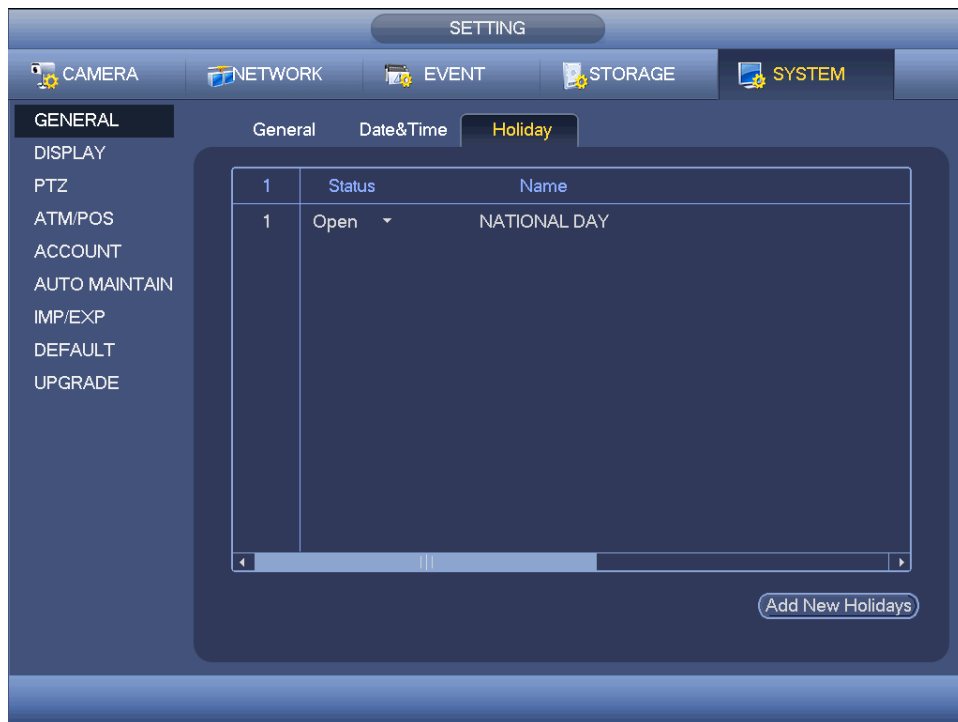 SETTING
CAMERA NETWORK EVENT STORAGE SYSTEM
GENERAL
DISPLAY
PTZ
ATM/POS
ACCOUNT
AUTO MAINTAIN
IMP/EXP
DEFAULT
UPGRADE
General Date&Time Holiday
1 Status Name
1 Open NATIONAL DAY
Add New Holidays